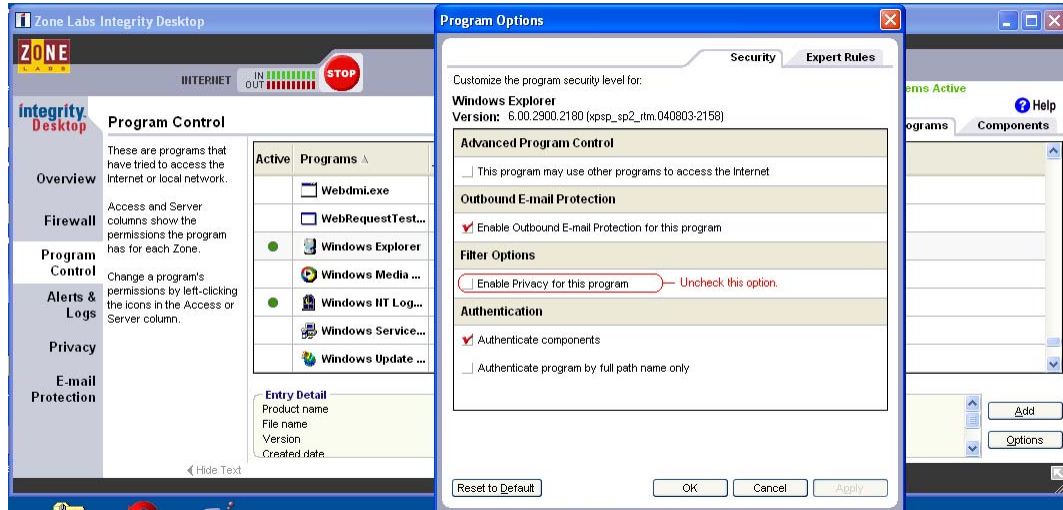 Zone Labs Integrity Desktop
ZONE
LABS
INTERNET
IN
OUT
STOP
ems Active
Help
integrity.
Desktop
Program Control
ograms
Components
These are programs that
have tried to access the
Internet or local network.
Access and Server
columns show the
permissions the program
has for each Zone.
Change a program's
permissions by left-clicking
the icons in the Access or
Server column.
Overview
Firewall
Program
Control
Alerts &
Logs
Privacy
E-mail
Protection
Active Programs
Webdmi.exe
WebRequestTest...
Windows Explorer
Windows Media ...
Windows NT Log...
Windows Service...
Windows Update ...
Entry Detail
Product name
File name
Version
Created date
Hide Text
Add
Options
Program Options
Security
Expert Rules
Customize the program security level for:
Windows Explorer
Version: 6.00.2900.2180 (xpsp_sp2_rtm.040803-2158)
Advanced Program Control
This program may use other programs to access the Internet
Outbound E-mail Protection
Enable Outbound E-mail Protection for this program
Filter Options
Enable Privacy for this program
Uncheck this option.
Authentication
Authenticate components
Authenticate program by full path name only
Reset to Default
OK
Cancel
Apply